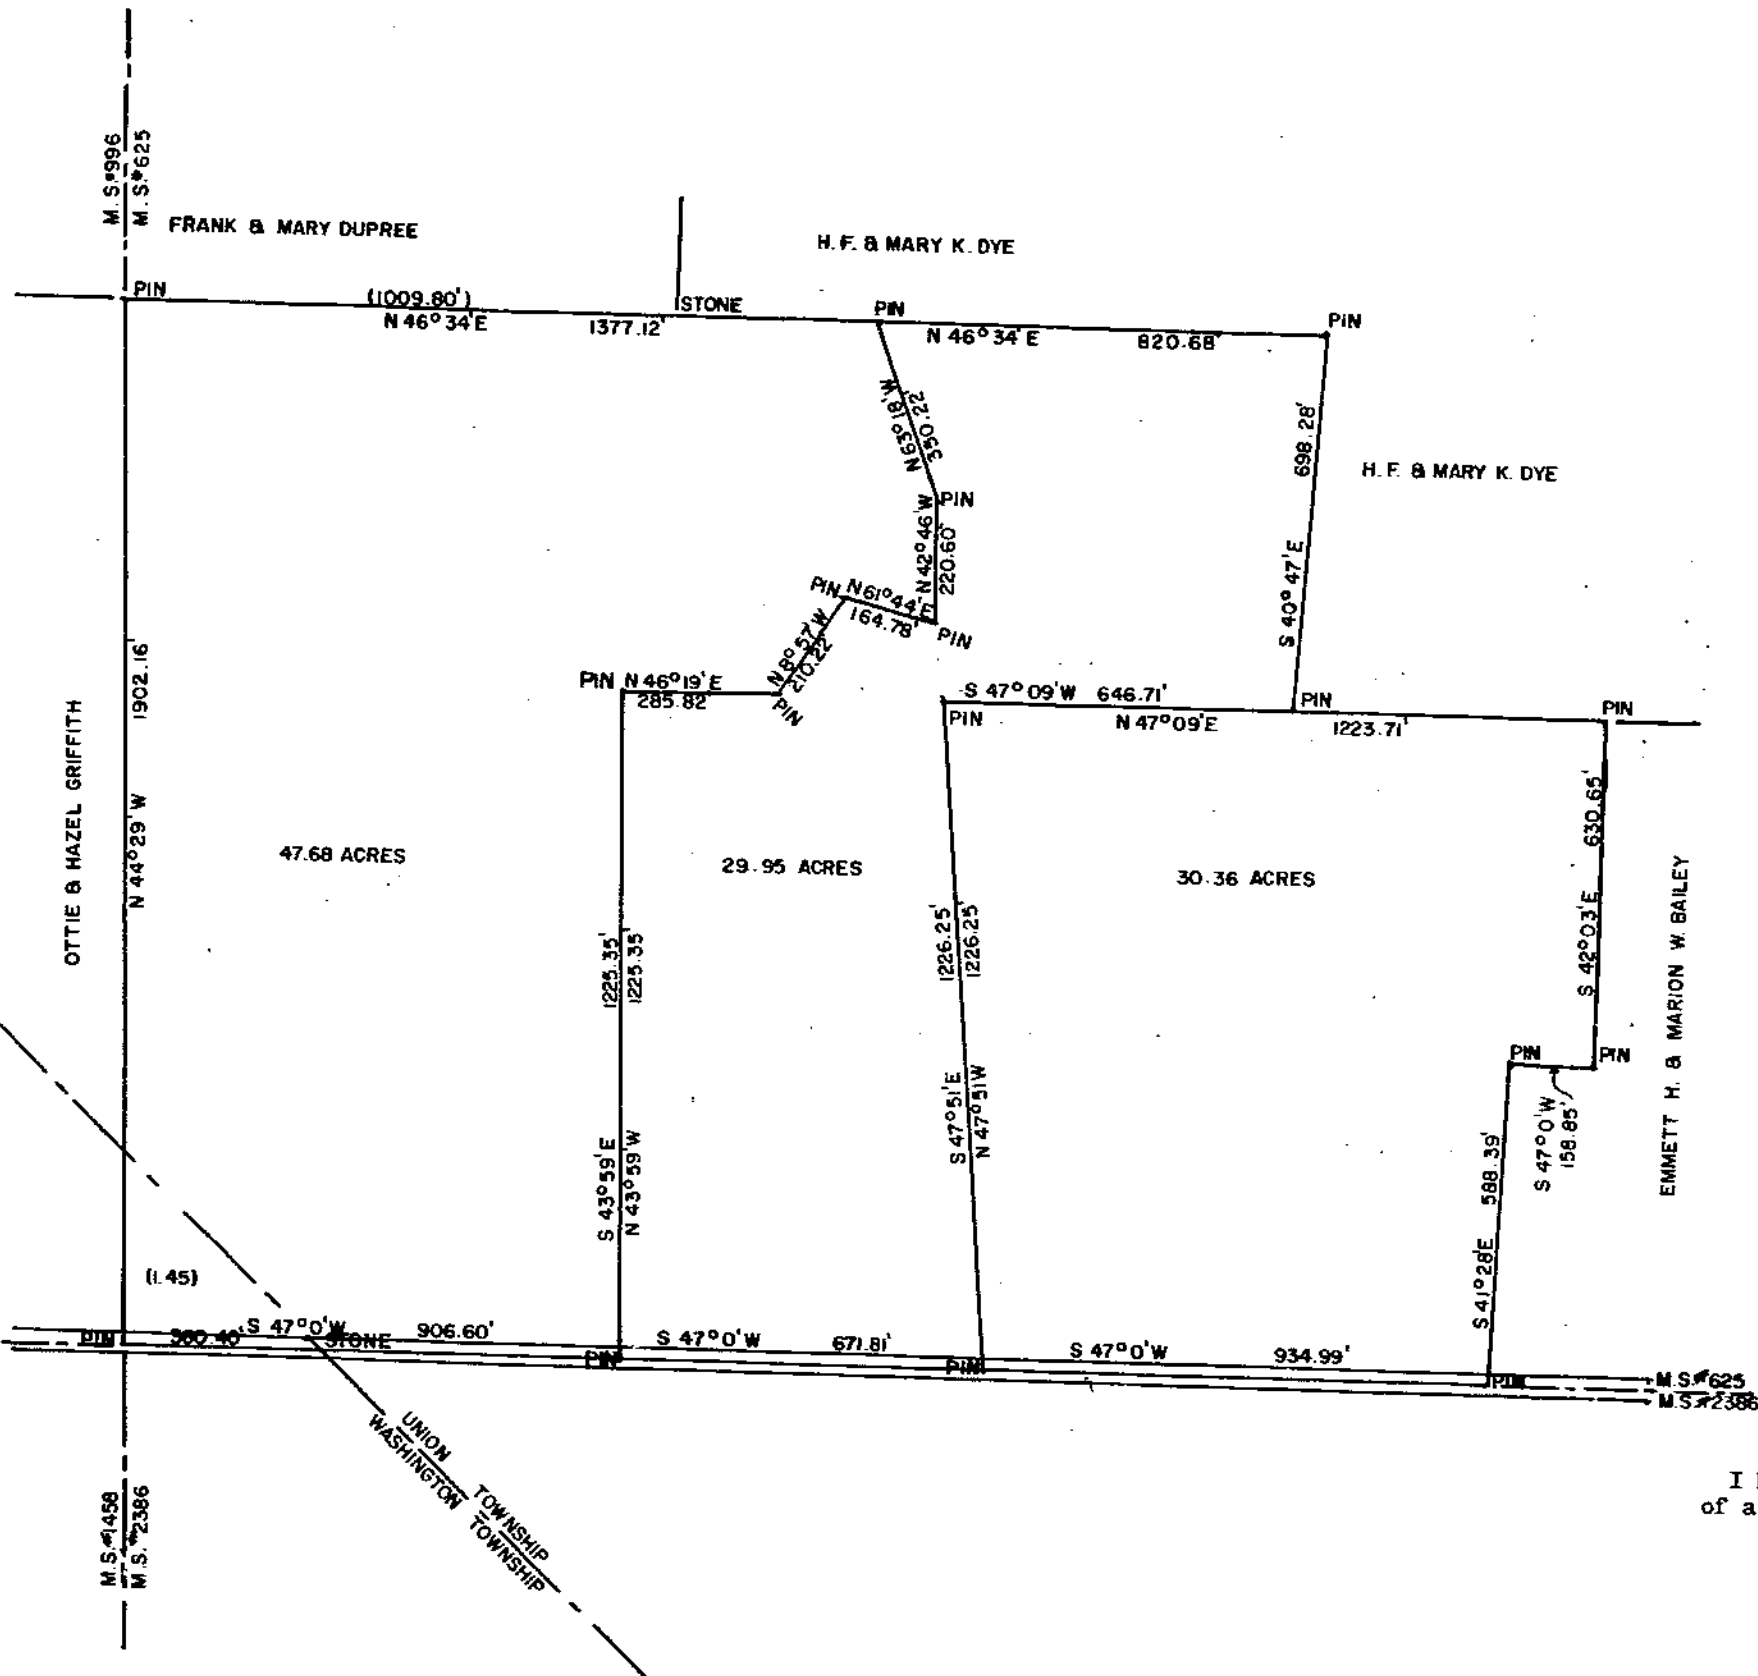 M. S.#996
M. S.#625
FRANK & MARY DUPREE
H. F. & MARY K. DYE
PIN
(1009.80')
STONE
PIN
PIN
N 46° 34' E
1377.12'
N 46° 34' E
820.68'
N 63° 18' W
350.22'
698.28'
S 40° 47' E
H. F. & MARY K. DYE
PIN
N 42° 46' W
220.60'
PIN
N 61° 44' E
164.78'
PIN
N 8° 57' W
210.22'
PIN
N 46° 19' E
285.82
PIN
S 47° 09' W 646.71'
PIN
PIN
PIN
N 47° 09' E
1223.71'
1902.16
N 44° 29' W
OTTIE & HAZEL GRIFFITH
47.68 ACRES
29.95 ACRES
30.36 ACRES
630.65'
S 42° 03' E
EMMETT H. & MARION W. BAILEY
1225.35'
1225.35'
1226.25'
1226.25'
S 43° 59' E
N 43° 59' W
S 47° 51' E
N 47° 51' W
PIN
PIN
S 47° 0' W
158.85'
588.39'
S 41° 28' E
(1.45)
PIN
S 47° 0' W
STONE
906.60'
PIN
S 47° 0' W
671.81'
PIN
S 47° 0' W
934.99'
PIN
M.S.#625
M.S.#2386
UNION TOWNSHIP
WASHINGTON TOWNSHIP
M. S.#1458
M. S.#2386
I
of a